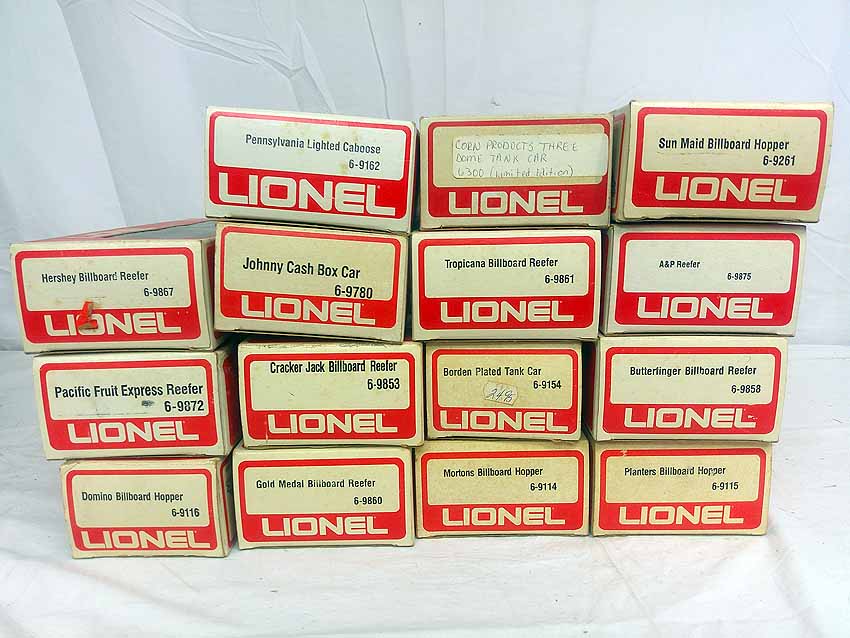 Pennsylvania Lighted Caboose
6-9162
LIONEL
CORN PRODUCTS THREE
DOME TANK CAR
6300 (Limited Edition)
LIONEL
Sun Maid Billboard Hopper
6-9261
LIONEL
Hershey Billboard Reefer
6-9867
LIONEL
Johnny Cash Box Car
6-9780
LIONEL
Tropicana Billboard Reefer
6-9861
LIONEL
A&P Reefer
6-9875
LIONEL
Pacific Fruit Express Reefer
6-9872
LIONEL
Cracker Jack Billboard Reefer
6-9853
LIONEL
Borden Plated Tank Car
6-9154
LIONEL
Butterfinger Billboard Reefer
6-9858
LIONEL
Domino Billboard Hopper
6-9116
LIONEL
Gold Medal Billboard Reefer
6-9860
LIONEL
Mortons Billboard Hopper
6-9114
LIONEL
Planters Billboard Hopper
6-9115
LIONEL